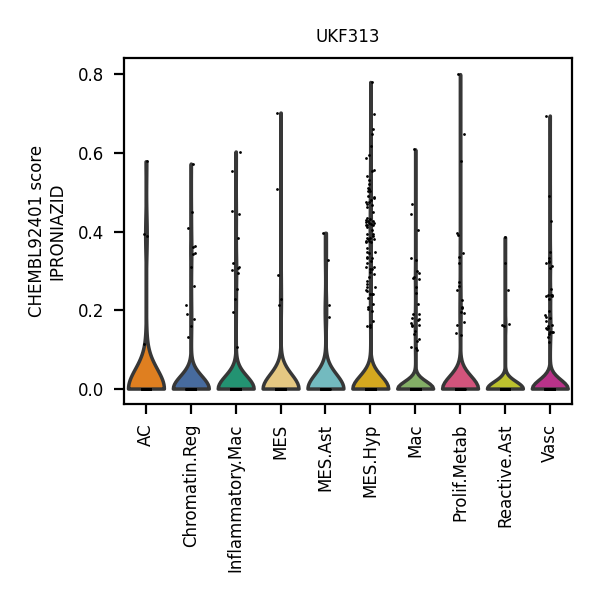 UKF313
CHEMBL92401 score
IPRONIAZID
0.8
0.6
0.4
0.2
0.0
AC
Chromatin.Reg
Inflammatory.Mac
MES
MES.Ast
MES.Hyp
Mac
Prolif.Metab
Reactive.Ast
Vasc